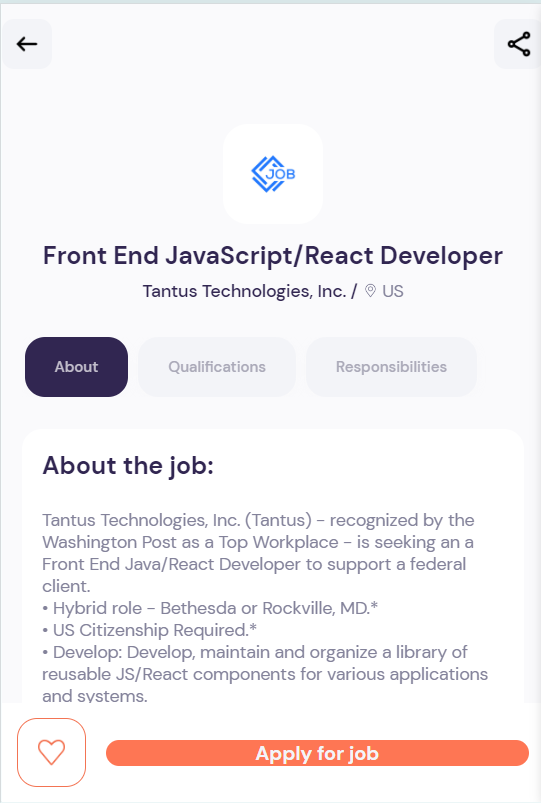 JOB
Front End JavaScript/React Developer
Tantus Technologies, Inc. / US
About Qualifications Responsibilities
About the job:
Tantus Technologies, Inc. (Tantus) - recognized by the
Washington Post as a Top Workplace - is seeking an a
Front End Java/React Developer to support a federal
client.
• Hybrid role - Bethesda or Rockville, MD.*
• US Citizenship Required.*
• Develop: Develop, maintain and organize a library of
reusable JS/React components for various applications
and systems.
Apply for job